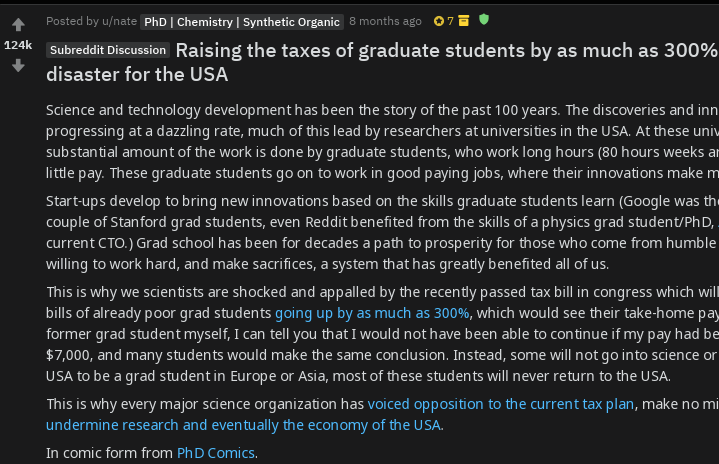 Posted by u/nate PhD | Chemistry | Synthetic Organic 8 months ago 7
124k
Subreddit Discussion Raising the taxes of graduate students by as much as 300%
disaster for the USA
Science and technology development has been the story of the past 100 years. The discoveries and inn
progressing at a dazzling rate, much of this lead by researchers at universities in the USA. At these univ
substantial amount of the work is done by graduate students, who work long hours (80 hours weeks ar
little pay. These graduate students go on to work in good paying jobs, where their innovations make m
Start-ups develop to bring new innovations based on the skills graduate students learn (Google was the
couple of Stanford grad students, even Reddit benefited from the skills of a physics grad student/PhD,
current CTO.) Grad school has been for decades a path to prosperity for those who come from humble
willing to work hard, and make sacrifices, a system that has greatly benefited all of us.
This is why we scientists are shocked and appalled by the recently passed tax bill in congress which will
bills of already poor grad students going up by as much as 300%, which would see their take-home pay
former grad student myself, I can tell you that I would not have been able to continue if my pay had be
$7,000, and many students would make the same conclusion. Instead, some will not go into science or
USA to be a grad student in Europe or Asia, most of these students will never return to the USA.
This is why every major science organization has voiced opposition to the current tax plan, make no mi
undermine research and eventually the economy of the USA.
In comic form from PhD Comics.